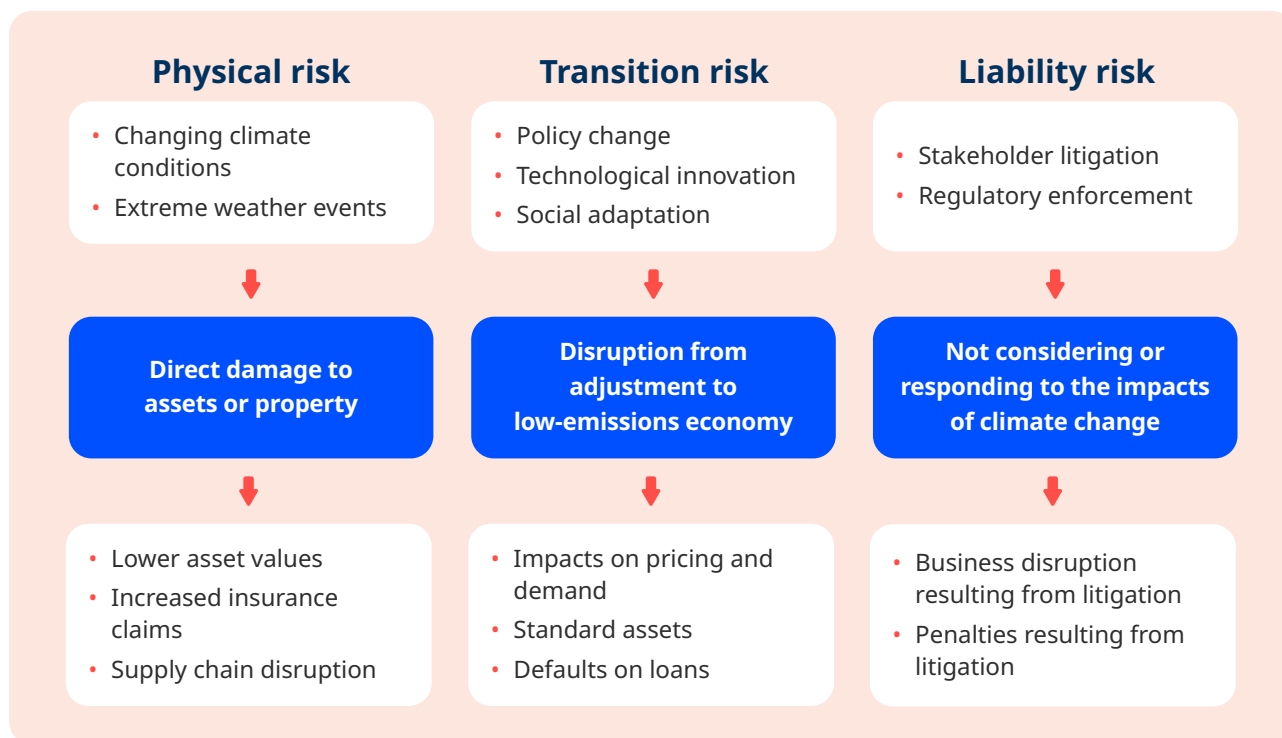 Physical risk
• Changing climate
conditions
• Extreme weather events
Direct damage to
assets or property
• Lower asset values
• Increased insurance
claims
• Supply chain disruption
Transition risk
• Policy change
• Technological innovation
• Social adaptation
Disruption from
adjustment to
low-emissions economy
• Impacts on pricing and
demand
• Standard assets
• Defaults on loans
Liability risk
• Stakeholder litigation
• Regulatory enforcement
Not considering or
responding to the impacts
of climate change
• Business disruption
resulting from litigation
• Penalties resulting from
litigation